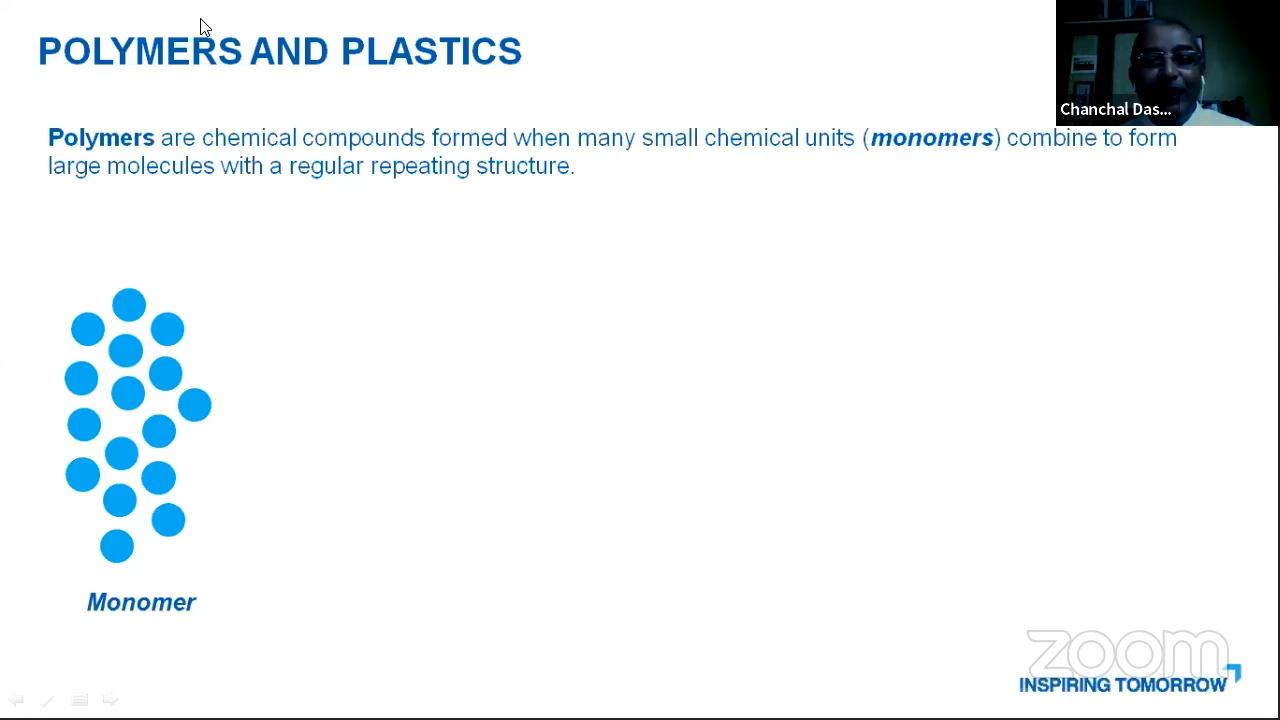 POLYMERS AND PLASTICS
Chanchal Das...
Polymers are chemical compounds formed when many small chemical units (monomers) combine to form
large molecules with a regular repeating structure.
Monomer
zoom
INSPIRING TOMORROW